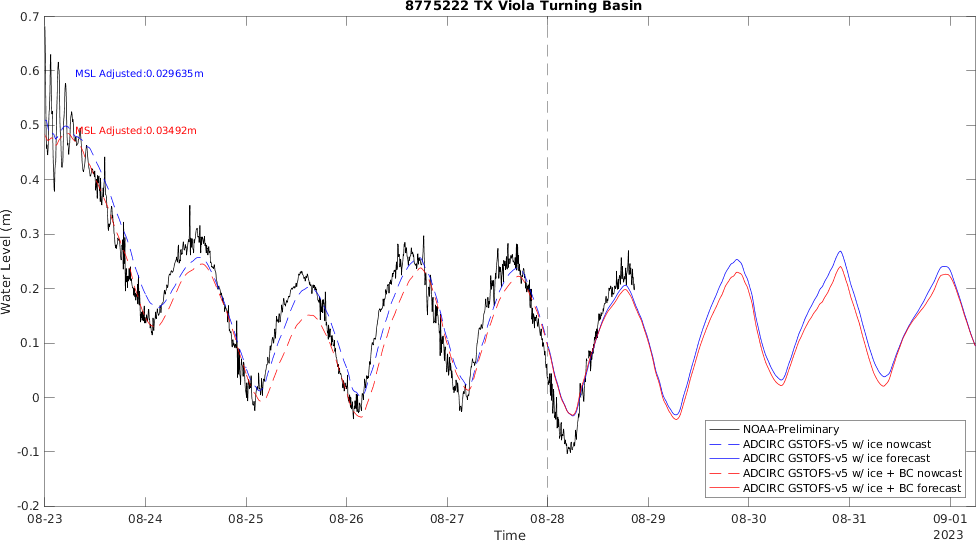 8775222 TX Viola Turning Basin
0.7
0.6
0.5
0.4
0.3
0.2
0.1
0
-0.1
-0.2
Water Level (m)
MSL Adjusted:0.029635m
MSL Adjusted:0.03492m
NOAA-Preliminary
ADCIRC GSTOFS-v5 w/ ice nowcast
ADCIRC GSTOFS-v5 w/ ice forecast
ADCIRC GSTOFS-v5 w/ ice + BC nowcast
ADCIRC GSTOFS-v5 w/ ice + BC forecast
08-23 08-24 08-25 08-26 08-27 08-28 08-29 08-30 08-31 09-01
2023
Time